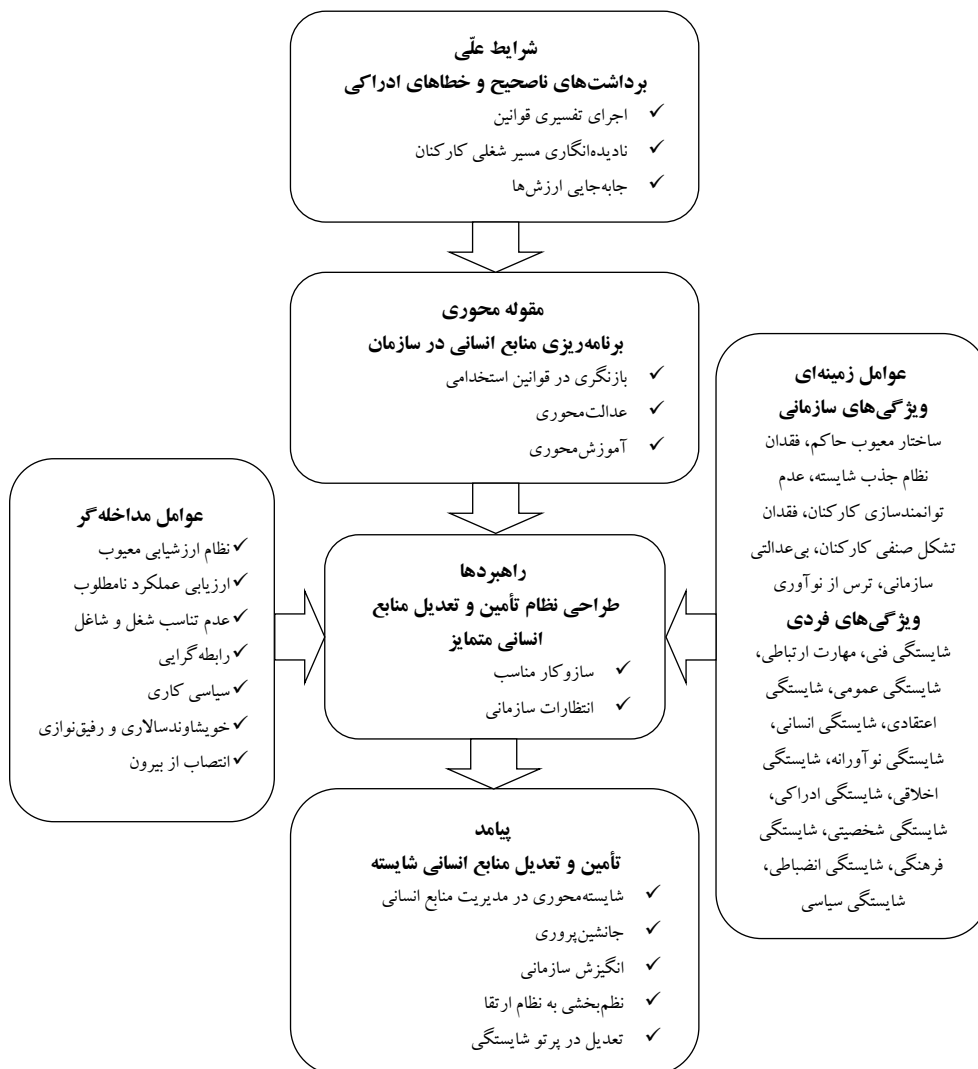 شرایط علّی
برداشت‌های ناصحیح و خطاهای ادراکی
✓ اجرای تفسیری قوانین
✓ نادیده‌انگاری مسیر شغلی کارکنان
✓ جابه‌جایی ارزش‌ها
مقوله محوری
برنامه‌ریزی منابع انسانی در سازمان
✓ بازنگری در قوانین استخدامی
✓ عدالت‌محوری
✓ آموزش‌محوری
عوامل زمینه‌ای
ویژگی‌های سازمانی
ساختار معیوب حاکم، فقدان
نظام جذب شایسته، عدم
توانمندسازی کارکنان، فقدان
تشکل صنفی کارکنان، بی‌عدالتی
سازمانی، ترس از نوآوری
ویژگی‌های فردی
شایستگی فنی، مهارت ارتباطی،
شایستگی عمومی، شایستگی
اعتقادی، شایستگی انسانی،
شایستگی نوآورانه، شایستگی
اخلاقی، شایستگی ادراکی،
شایستگی شخصیتی، شایستگی
فرهنگی، شایستگی انضباطی،
شایستگی سیاسی
راهبردها
طراحی نظام تأمین و تعدیل منابع
انسانی متمایز
✓ سازوکار مناسب
✓ انتظارات سازمانی
عوامل مداخله‌گر
✓ نظام ارزشیابی معیوب
✓ ارزیابی عملکرد نامطلوب
✓ عدم تناسب شغل و شاغل
✓ رابطه‌گرایی
✓ سیاسی کاری
✓ خویشاوندسالاری و رفیق‌نوازی
✓ انتصاب از بیرون
پیامد
تأمین و تعدیل منابع انسانی شایسته
✓ شایسته‌محوری در مدیریت منابع انسانی
✓ جانشین‌پروری
✓ انگیزش سازمانی
✓ نظم‌بخشی به نظام ارتقا
✓ تعدیل در پرتو شایستگی